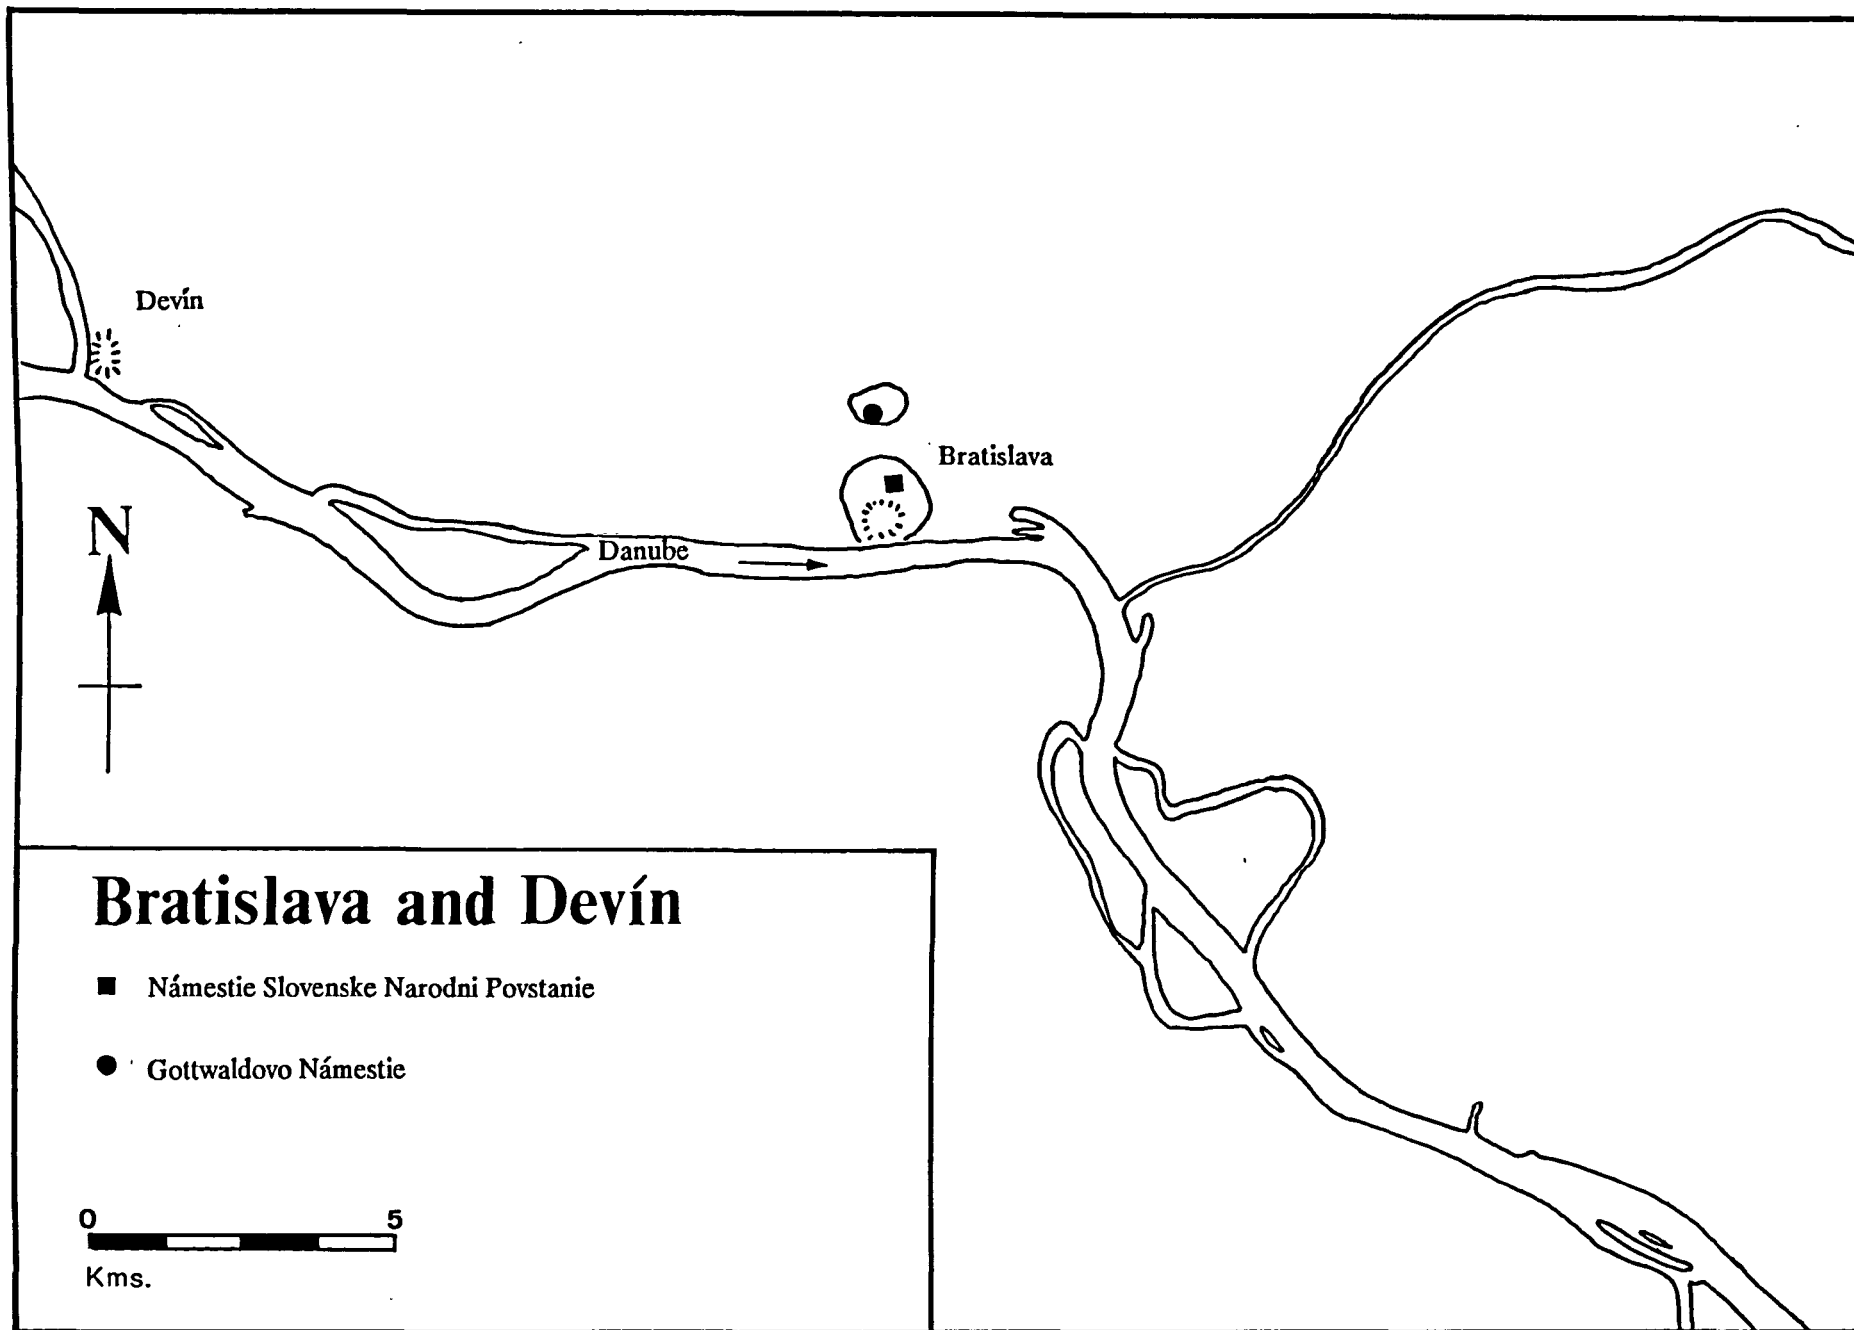 Devín
Bratislava
N
Danube
Bratislava and Devín
Námestie Slovenske Narodni Povstanie
Gottwaldovo Námestie
0 5
Kms.